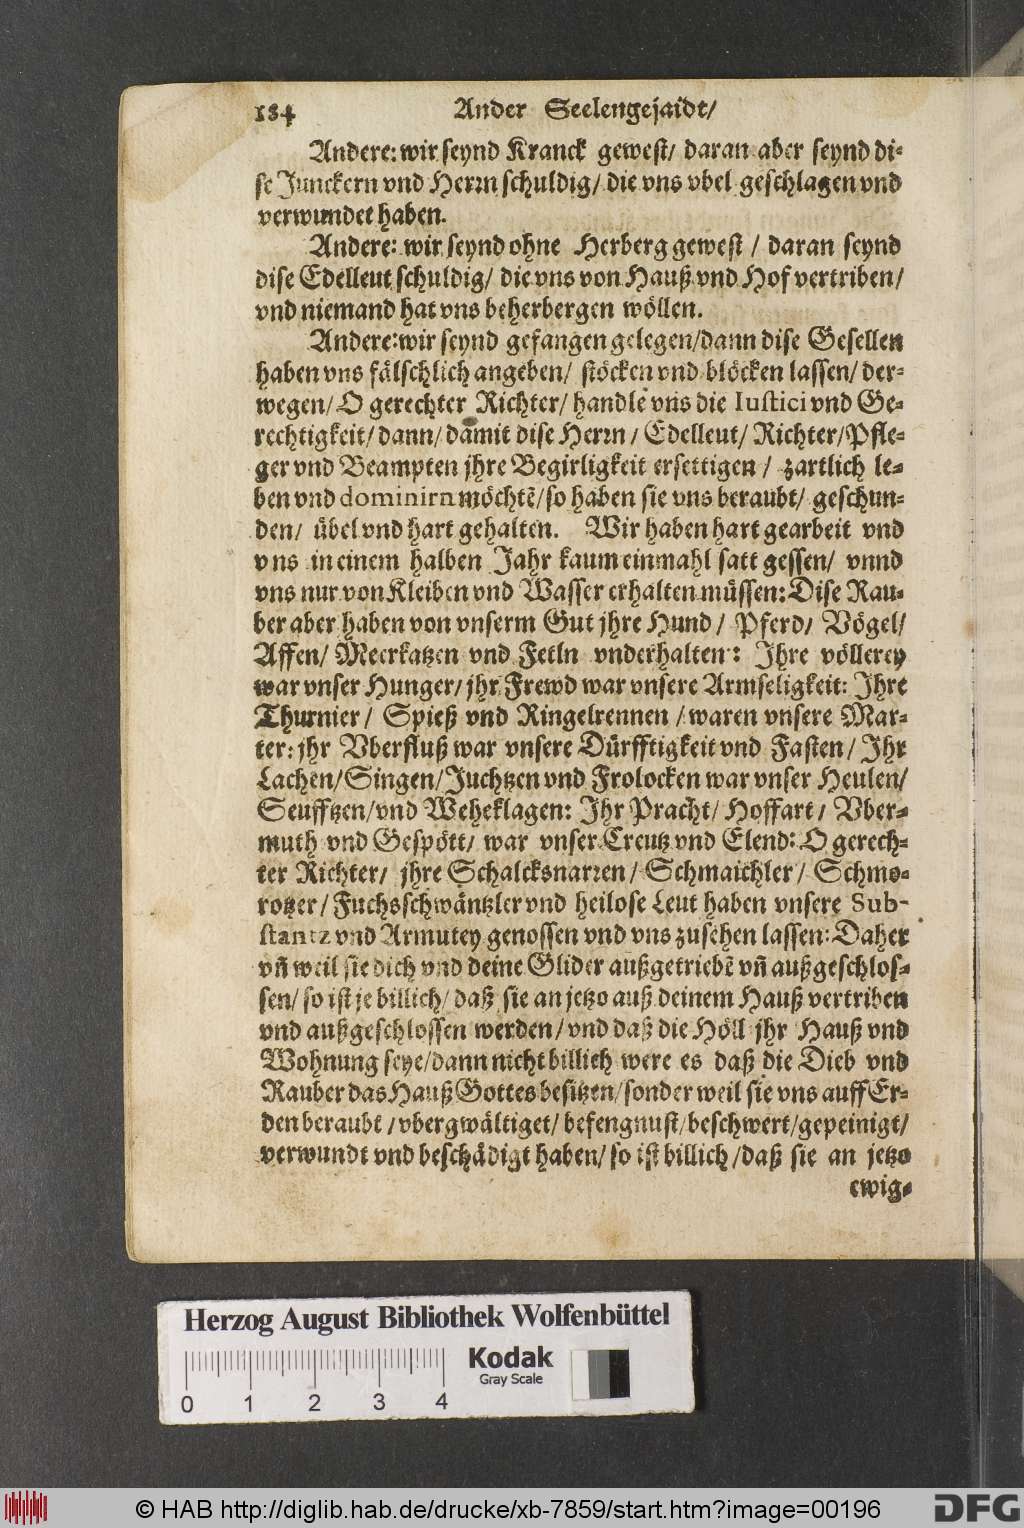 184 Ander Seelengejaidt/
Andere: wir seynd Kranck gewest/ daran aber seynd di-
se Junckern vnd Herrn schuldig/ die vns vbel geschlagen vnd
verwundet haben.
Andere: wir seynd ohne Herberg gewest / daran seynd
dise Edelleut schuldig/ die vns von Hauß vnd Hof vertriben/
vnd niemand hat vns beherbergen wöllen.
Andere: wir seynd gefangen gelegen/dann dise Gesellen
haben vns fälschlich angeben/ stöcken vnd blöcken lassen/ der-
wegen/ O gerechter Richter/ handle vns die Iustici vnd Ge-
rechtigkeit/ dann/ damit dise Herrn / Edelleut/ Richter/Pfle-
ger vnd Beampten jhre Begirligkeit ersettigen / zartlich le-
ben vnd dominirn möchtē/ so haben sie vns beraubt/ geschun-
den/ übel vnd hart gehalten. Wir haben hart gearbeit vnd
vns in einem halben Jahr kaum einmahl satt gessen/ vnnd
vns nur von Kleiben vnd Wasser erhalten müssen: Dise Rau-
ber aber haben von vnserm Gut jhre Hund / Pferd/ Vögel/
Affen/ Meerkatzen vnd Fetln vnderhalten: Ihre völlerey
war vnser Hunger/ jhr Frewd war vnsere Armseligkeit: Ihre
Thurnier/ Spieß vnd Ringelrennen / waren vnsere Mar-
ter: jhr Vberfluß war vnsere Dürfftigkeit vnd Fasten/ Ihr
Lachen/Singen/Juchtzen vnd Frolocken war vnser Heulen/
Seufftzen/vnd Weheklagen: Ihr Pracht/ Hoffart/ Vber-
muth vnd Gespött/ war vnser Creutz vnd Elend: O gerech-
ter Richter/ jhre Schalcksnarren / Schmaichler/ Schmo-
rotzer/ Fuchsschwäntzler vnd heilose Leut haben vnsere Sub-
stantz vnd Armutey genossen vnd vns zusehen lassen: Daher
vñ weil sie dich vnd deine Glider außgetriebē vñ außgeschlos-
sen/ so ist je billich/ daß sie an jetzo auß deinem Hauß vertriben
vnd außgeschlossen werden/ vnd daß die Höll jhr Hauß vnd
Wohnung seye/dann nicht billich were es daß die Dieb vnd
Rauber das Hauß Gottes besitzen/sonder weil sie vns auff Er-
den beraubt / vbergwältiget/ befengnust/beschwert/gepeinigt/
verwundt vnd beschädigt haben/ so ist billich /daß sie an jetzo
ewig-
Herzog August Bibliothek Wolfenbüttel
Kodak
Gray Scale
0 1 2 3 4
© HAB http://diglib.hab.de/drucke/xb-7859/start.htm?image=00196
DFG